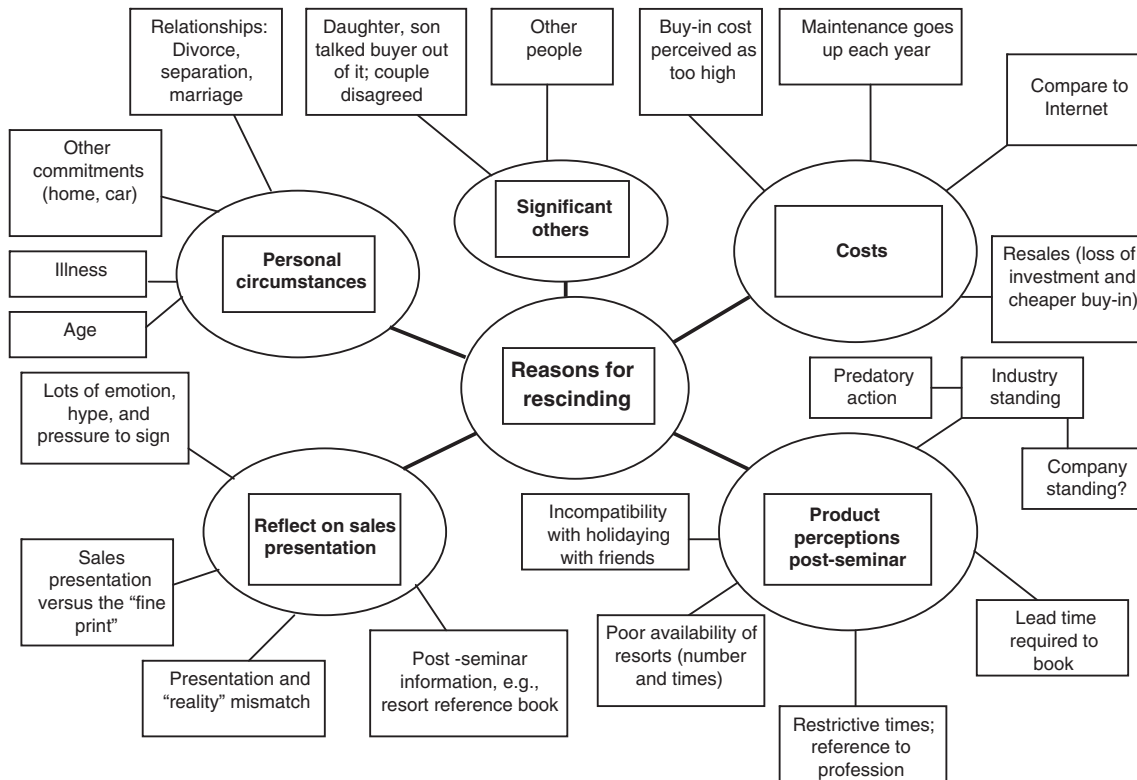 Relationships:
Divorce,
separation,
marriage
Daughter, son
talked buyer out
of it; couple
disagreed
Other
people
Buy-in cost
perceived as
too high
Maintenance goes
up each year
Compare to
Internet
Other
commitments
(home, car)
Significant
others
Costs
Personal
circumstances
Illness
Age
Resales (loss of
investment and
cheaper buy-in)
Reasons for
rescinding
Predatory
action
Industry
standing
Company
standing?
Lots of emotion,
hype, and
pressure to sign
Reflect on sales
presentation
Incompatibility
with holidaying
with friends
Product
perceptions
post-seminar
Sales
presentation
versus the “fine
print”
Presentation and
“reality” mismatch
Post -seminar
information, e.g.,
resort reference book
Poor availability of
resorts (number
and times)
Lead time
required to
book
Restrictive times;
reference to
profession